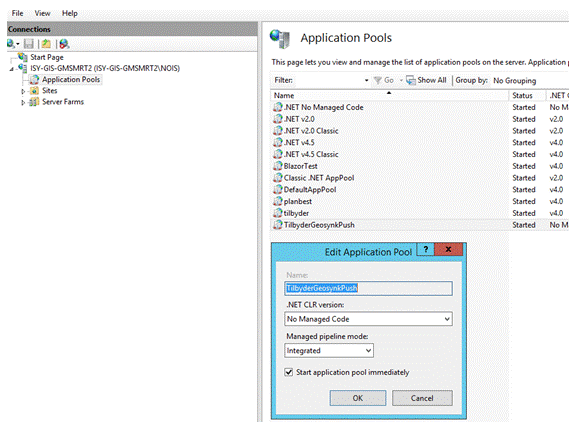 File View Help
Connections
Start Page
ISY-GIS-GMSMRT2 (ISY-GIS-GMSMRT2\NOIS)
Application Pools
Sites
Server Farms
Application Pools
This page lets you view and manage the list of application pools on the server. Application p
Filter: Go Show All Group by: No Grouping
Name Status .NET C
.NET No Managed Code Started No M
.NET v2.0 Started v2.0
.NET v2.0 Classic Started v2.0
.NET v4.5 Started v4.0
.NET v4.5 Classic Started v4.0
BlazorTest Started v4.0
Classic .NET AppPool Started v2.0
DefaultAppPool Started v4.0
planbest Started v4.0
tilbyder Started v4.0
TilbyderGeosynkPush Started No M
Edit Application Pool ? x
Name:
TilbyderGeosynkPush
.NET CLR version:
No Managed Code
Managed pipeline mode:
Integrated
Start application pool immediately
OK Cancel